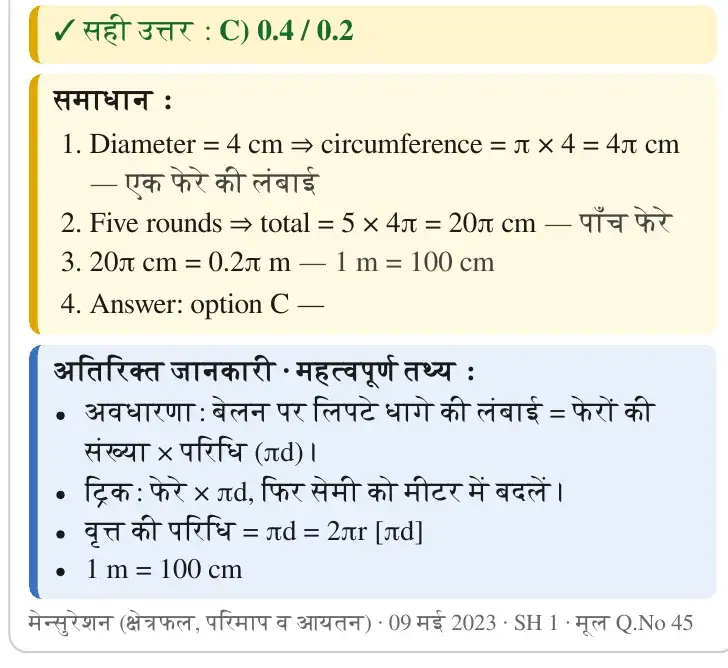 ✓ सही उत्तर : C) 0.4 / 0.2
समाधान :
1. Diameter = 4 cm ⇒ circumference = π × 4 = 4π cm
— एक फेरे की लंबाई
2. Five rounds ⇒ total = 5 × 4π = 20π cm — पाँच फेरे
3. 20π cm = 0.2π m — 1 m = 100 cm
4. Answer: option C —
अतिरिक्त जानकारी · महत्वपूर्ण तथ्य :
• अवधारणा : बेलन पर लिपटे धागे की लंबाई = फेरों की
संख्या × परिधि (πd)।
• ट्रिक : फेरे × πd, फिर सेमी को मीटर में बदलें।
• वृत्त की परिधि = πd = 2πr [πd]
• 1 m = 100 cm
मेन्सुरेशन (क्षेत्रफल, परिमाप व आयतन) · 09 मई 2023 · SH 1 · मूल Q.No 45